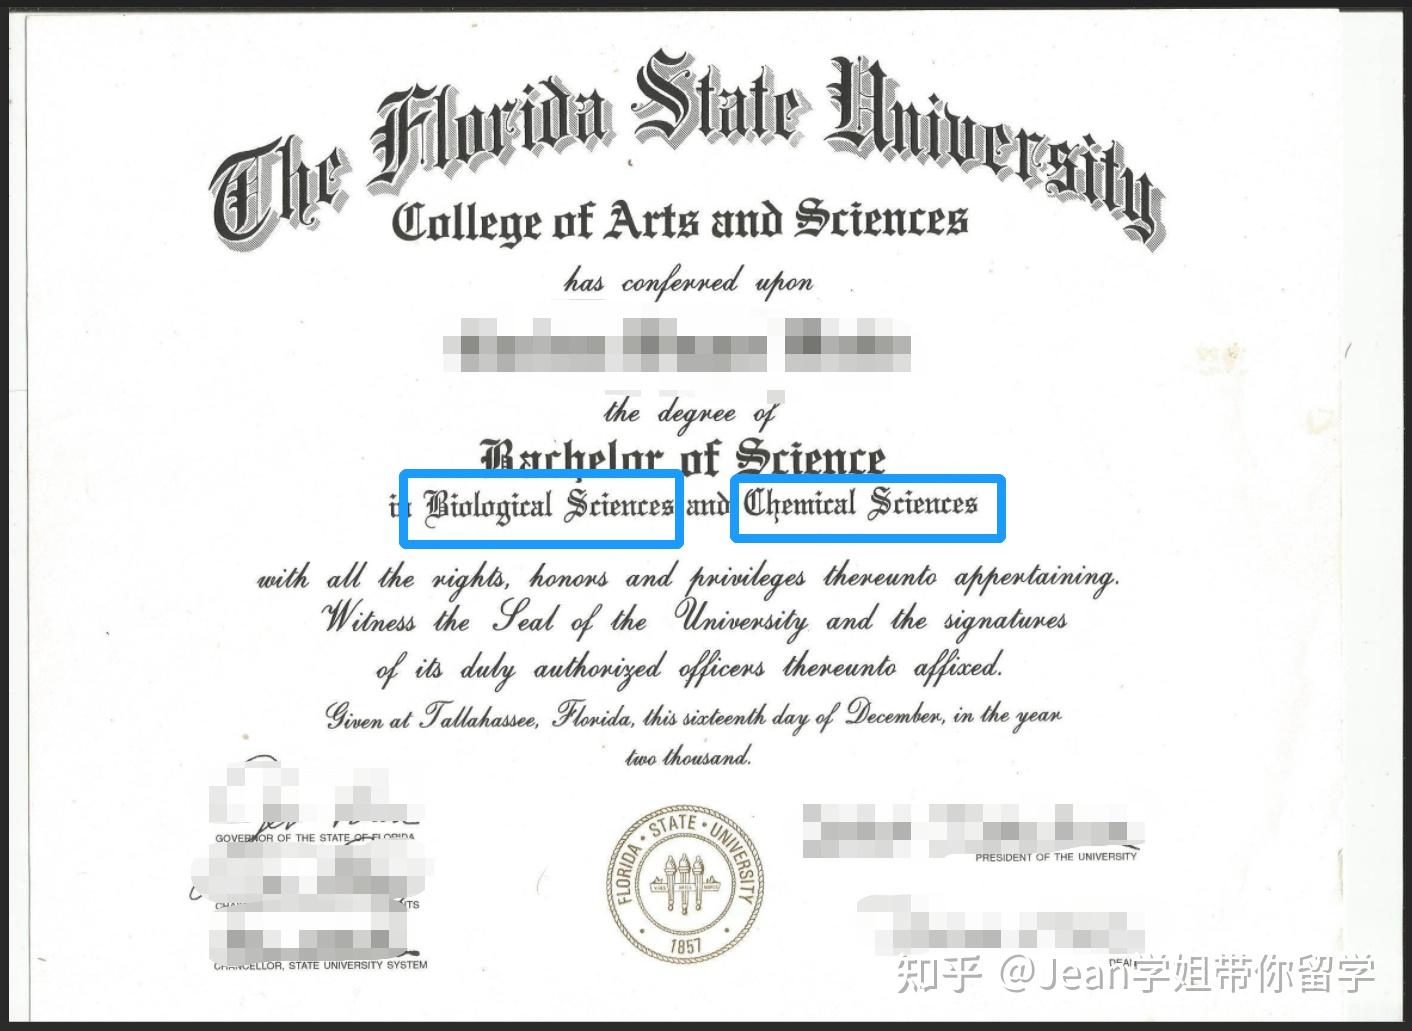 The Florida State University
College of Arts and Sciences
has conferred upon
the degree of
Bachelor of Science
in Biological Sciences and Chemical Sciences
with all the rights, honors and privileges thereunto appertaining.
Witness the Seal of the University and the signatures
of its duly authorized officers thereunto affixed.
Given at Tallahassee, Florida, this sixteenth day of December, in the year
two thousand.
GOVERNOR OF THE STATE OF FLORIDA
CHANCELLOR, STATE UNIVERSITY SYSTEM
FLORIDA · STATE · UNIVERSITY
1857
PRESIDENT OF THE UNIVERSITY
DEAN
知乎 @Jean学姐带你留学